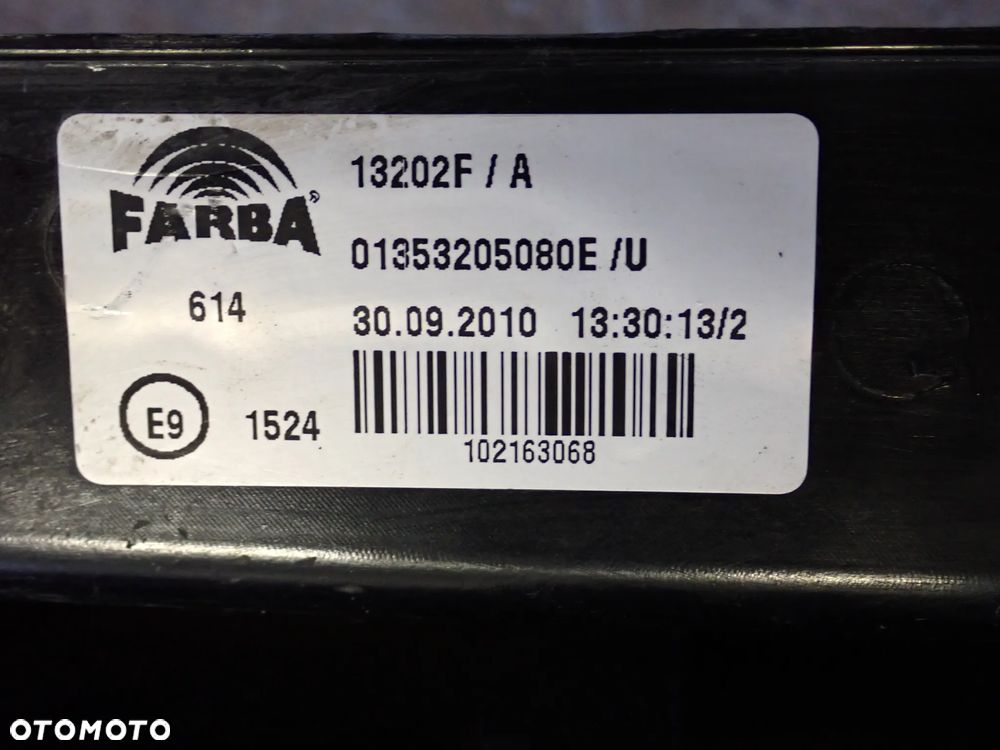 FARBA®
13202F / A
01353205080E /U
614
30.09.2010 13:30:13/2
E9
1524
102163068
OTOMOTO